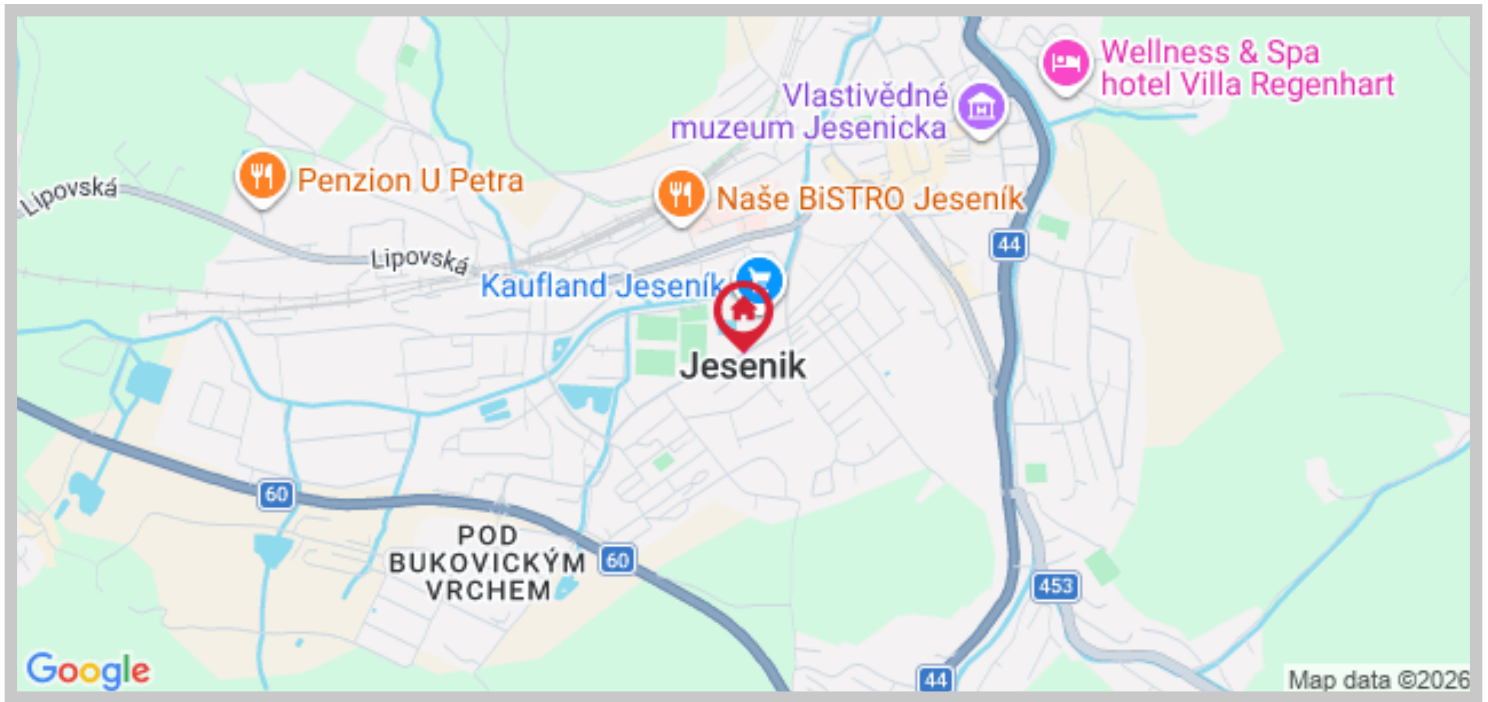 Wellness & Spa
hotel Villa Regenhart
Vlastivědné
muzeum Jesenicka
Penzion U Petra
Lipovská
Naše BiSTRO Jeseník
44
Lipovská
Kaufland Jeseník
Jesenik
60
POD
BUKOVICKÝM
VRCHEM
60
453
44
Google
Map data ©2026